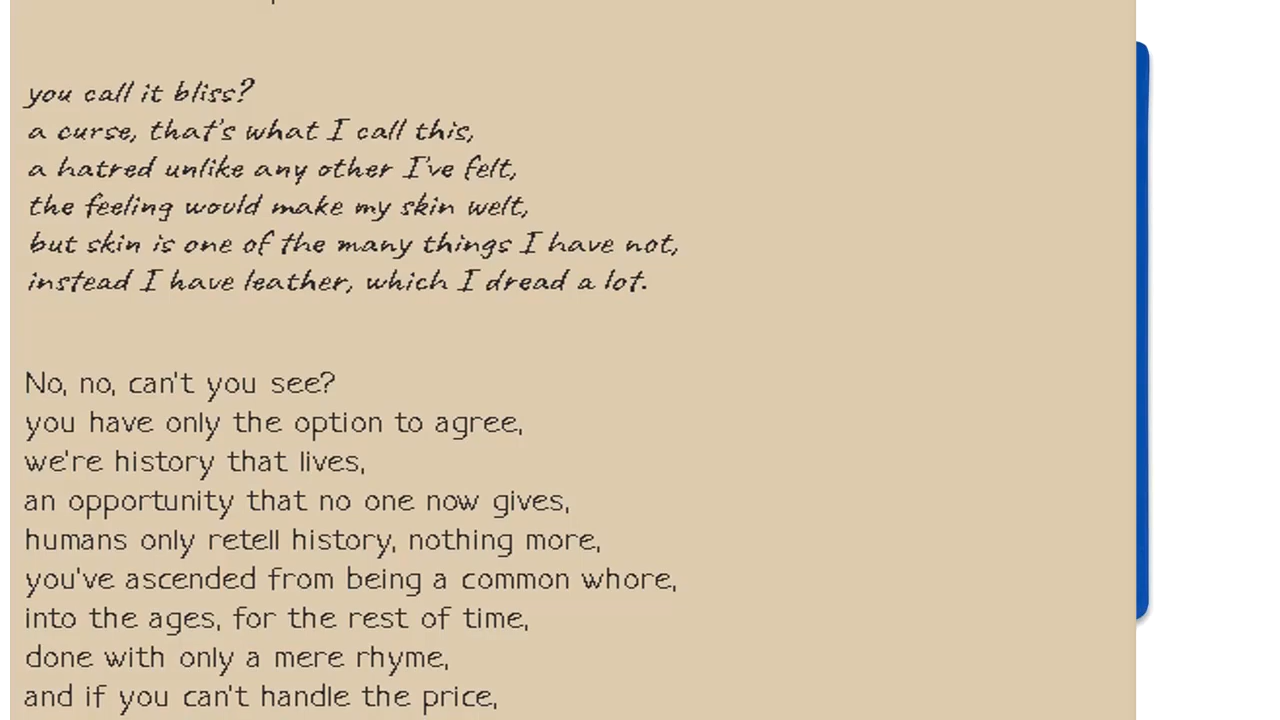 you call it bliss?
a curse, that's what I call this,
a hatred unlike any other I've felt,
the feeling would make my skin welt,
but skin is one of the many things I have not,
instead I have leather, which I dread a lot.
No, no, can't you see?
you have only the option to agree,
we're history that lives,
an opportunity that no one now gives,
humans only retell history, nothing more,
you've ascended from being a common whore,
into the ages, for the rest of time,
done with only a mere rhyme,
and if you can't handle the price,